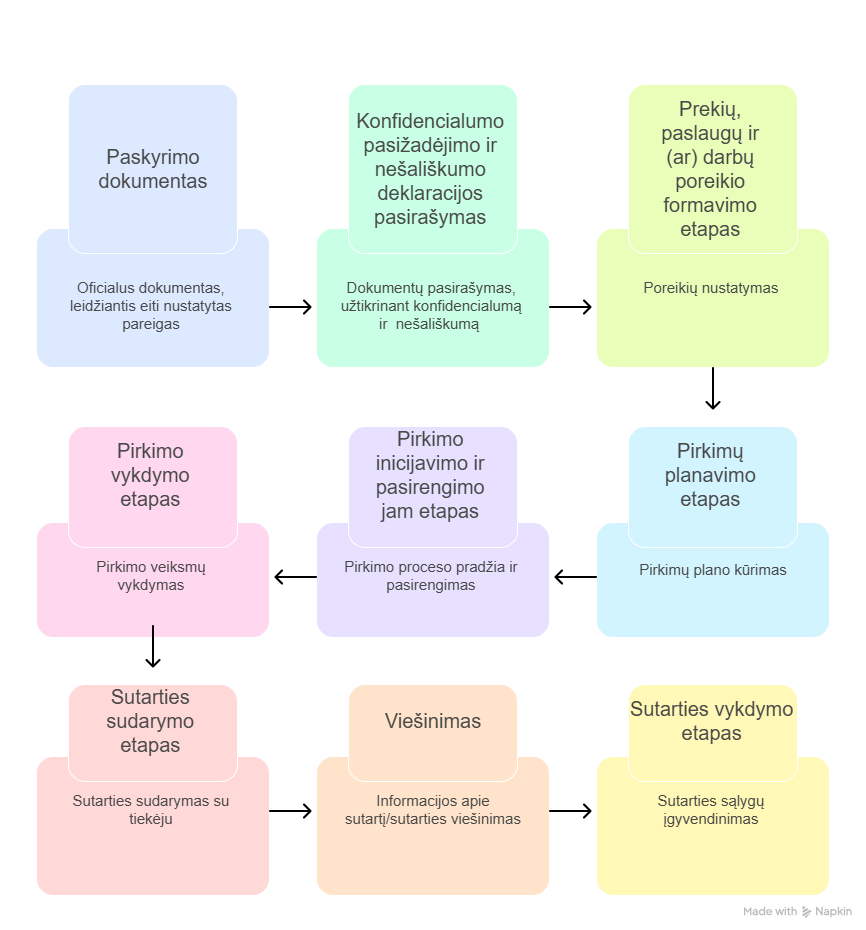 Paskyrimo
dokumentas
Oficialus dokumentas,
leidžiantis eiti nustatytas
pareigas
Konfidencialumo
pasižadėjimo ir
nešališkumo
deklaracijos
pasirašymas
Dokumentų pasirašymas,
užtikrinant konfidencialumą
ir nešališkumą
Prekių,
paslaugų ir
(ar) darbų
poreikio
formavimo
etapas
Poreikių nustatymas
Pirkimų
planavimo
etapas
Pirkimų plano kūrimas
Pirkimo
inicijavimo ir
pasirengimo
jam etapas
Pirkimo proceso pradžia ir
pasirengimas
Pirkimo
vykdymo
etapas
Pirkimo veiksmų
vykdymas
Sutarties
sudarymo
etapas
Sutarties sudarymas su
tiekėju
Viešinimas
Informacijos apie
sutartį/sutarties viešinimas
Sutarties vykdymo
etapas
Sutarties sąlygų
įgyvendinimas
Made with Napkin